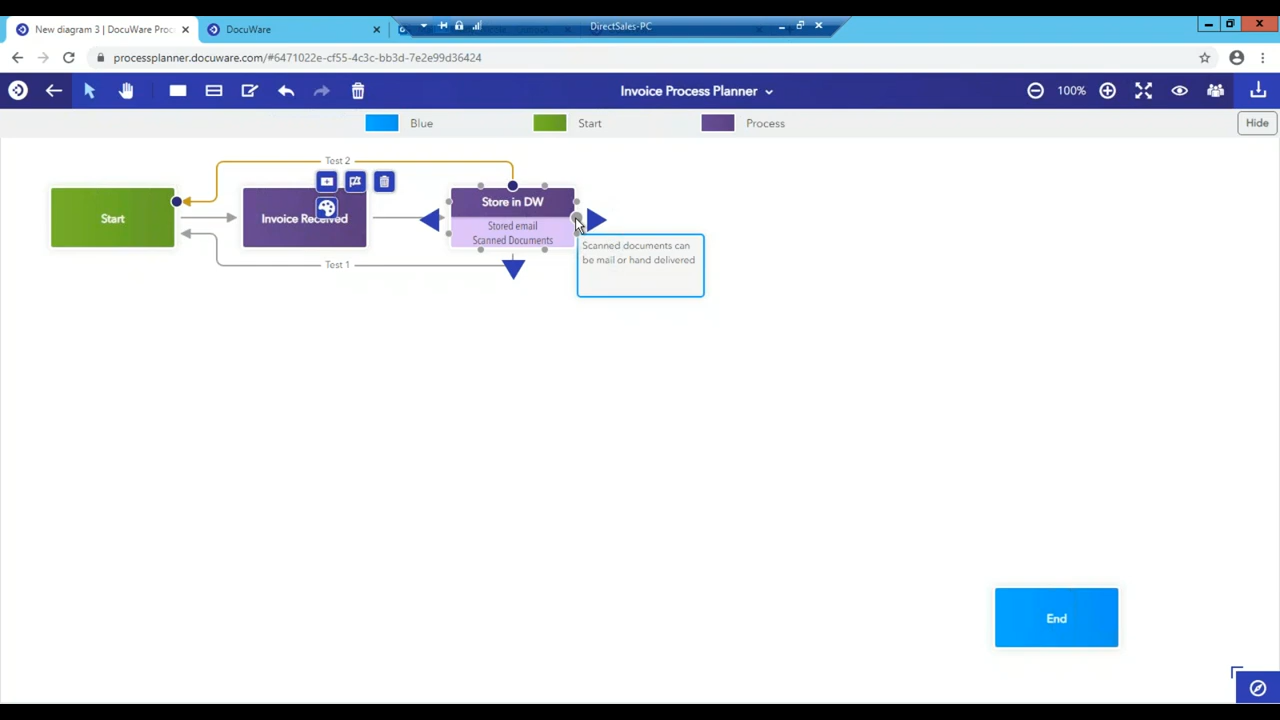 DirectSales-PC
New diagram 3 | DocuWare Proc
DocuWare
processplanner.docuware.com/#6471022e-cf55-4c3c-bb3d-7e2e99d36424
Invoice Process Planner
100%
Blue
Start
Process
Hide
Test 2
Start
Invoice Received
Store in DW
Stored email
Scanned Documents
Scanned documents can
be mail or hand delivered
Test 1
End